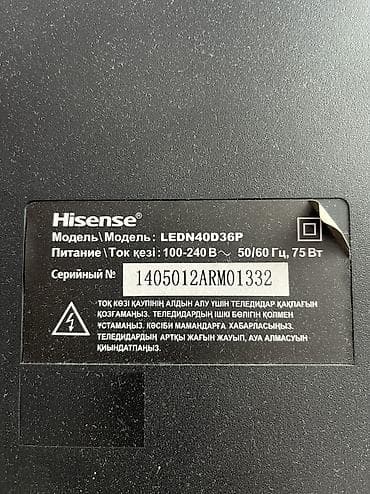 Hisense®
Модель\Модель: LEDN40D36P
Питание\Ток кезі: 100-240 В~ 50/60 Гц, 75 Вт
Серийный № 1405012ARM01332
ТОҚ КӨЗІ ҚАУПІНІҢ АЛДЫН АЛУ ҮШІН ТЕЛЕДИДАР ҚАҚПАҒЫН
ҚОЗҒАМАҢЫЗ. ТЕЛЕДИДАРДЫҢ ІШКІ БӨЛІГІН ҚОЛМЕН
ҰСТАМАҢЫЗ. КӘСІБИ МАМАНДАРҒА ХАБАРЛАСЫҢЫЗ.
ТЕЛЕДИДАРДЫҢ АРТҚЫ ЖАҒЫН ЖАУЫП, АУА АЛМАСУЫН
ҚИЫНДАТПАҢЫЗ.